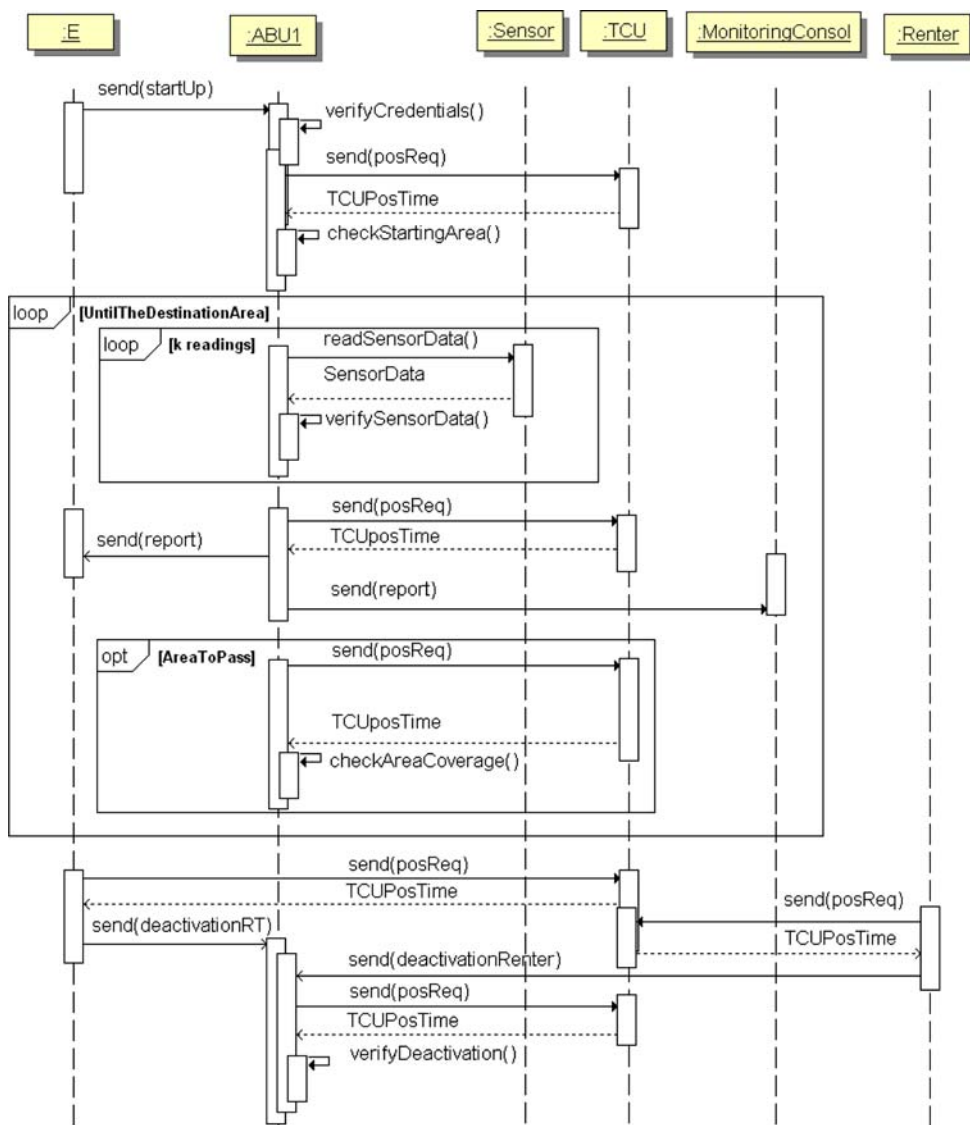 :E
:ABU1
:Sensor
:TCU
:MonitoringConsol
:Renter
send(startUp)
verifyCredentials()
send(posReq)
TCUPosTime
checkStartingArea()
loop [UntilTheDestinationArea]
loop [k readings]
readSensorData()
SensorData
verifySensorData()
send(posReq)
TCUposTime
send(report)
send(report)
opt [AreaToPass]
send(posReq)
TCUposTime
checkAreaCoverage()
send(posReq)
TCUPosTime
send(posReq)
send(deactivationRT)
TCUPosTime
send(deactivationRenter)
send(posReq)
TCUPosTime
verifyDeactivation()